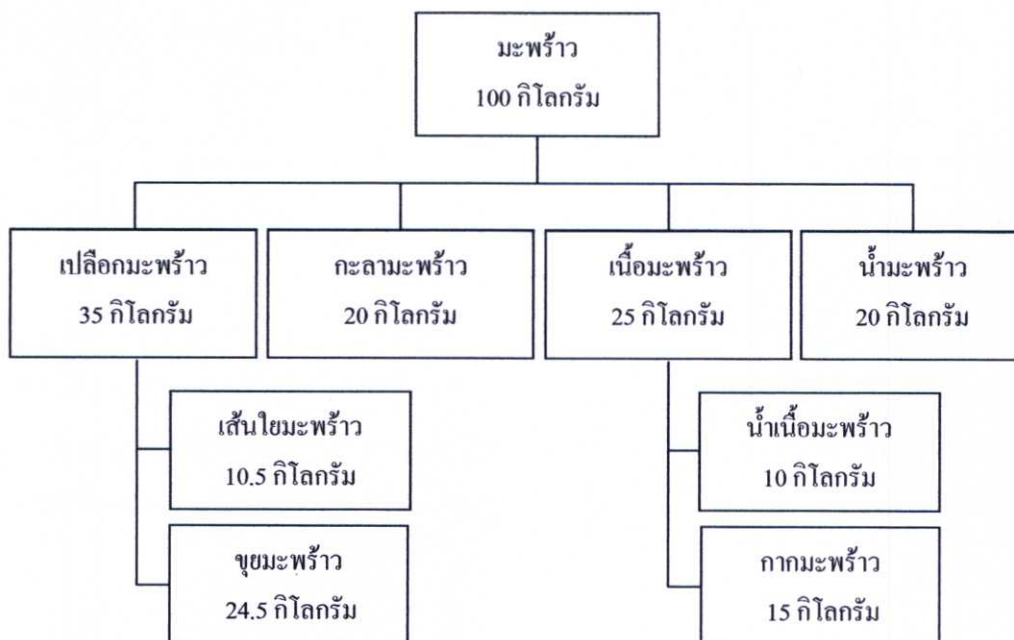 มะพร้าว
100 กิโลกรัม
เปลือกมะพร้าว
35 กิโลกรัม
กะลามะพร้าว
20 กิโลกรัม
เนื้อมะพร้าว
25 กิโลกรัม
น้ำมะพร้าว
20 กิโลกรัม
เส้นใยมะพร้าว
10.5 กิโลกรัม
ขุยมะพร้าว
24.5 กิโลกรัม
น้ำเนื้อมะพร้าว
10 กิโลกรัม
กากมะพร้าว
15 กิโลกรัม